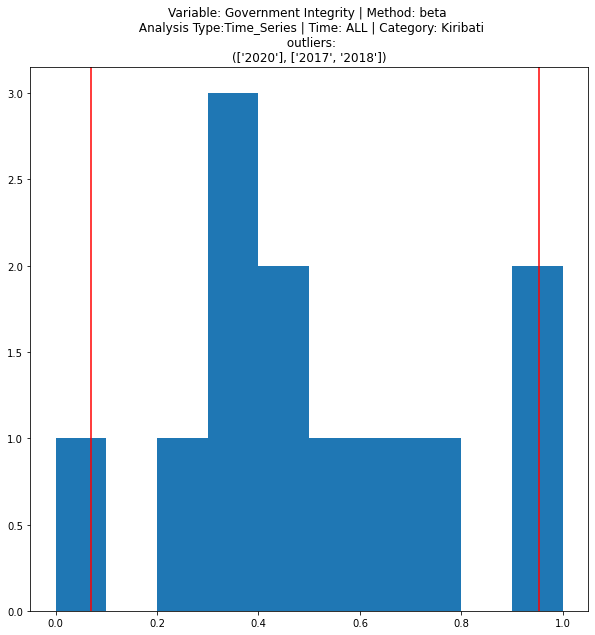 Variable: Government Integrity | Method: beta
Analysis Type:Time_Series | Time: ALL | Category: Kiribati
outliers:
(['2020'], ['2017', '2018'])
3.0
2.5
2.0
1.5
1.0
0.5
0.0
0.0 0.2 0.4 0.6 0.8 1.0